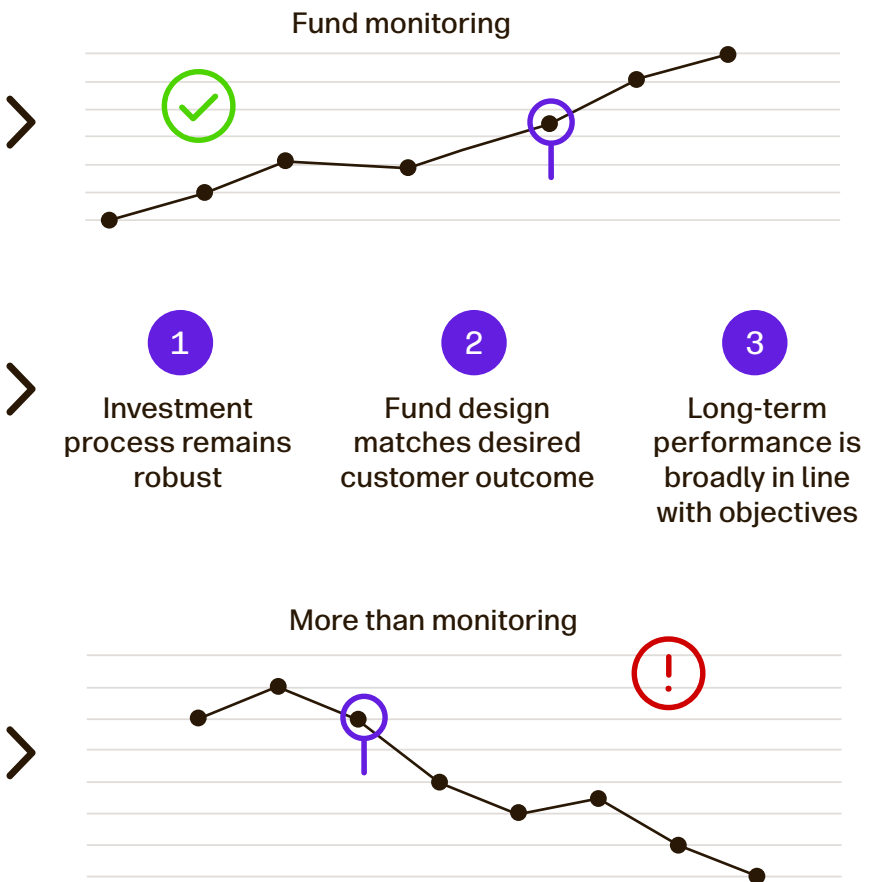 Fund monitoring
1
Investment
process remains
robust
2
Fund design
matches desired
customer outcome
3
Long-term
performance is
broadly in line
with objectives
More than monitoring